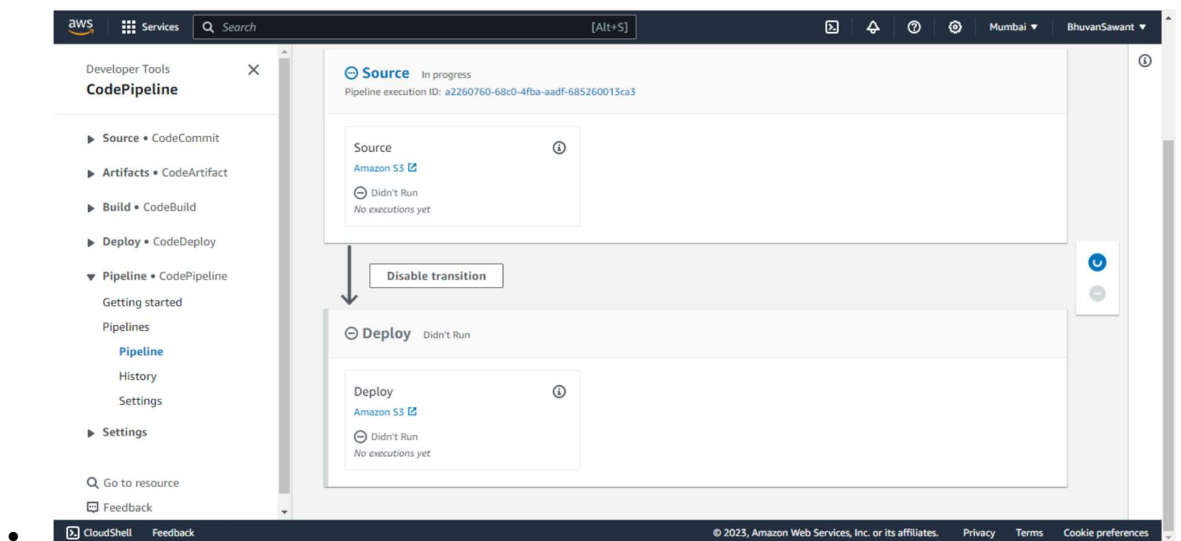 aws Services Search [Alt+S] Mumbai ▼ BhuvanSawant ▼
Developer Tools
CodePipeline
Source • CodeCommit
Artifacts • CodeArtifact
Build • CodeBuild
Deploy • CodeDeploy
Pipeline • CodePipeline
Getting started
Pipelines
Pipeline
History
Settings
Settings
Go to resource
Feedback
Source In progress
Pipeline execution ID: a2260760-68c0-4fba-aadf-685260013ca3
Source
Amazon S3
Didn't Run
No executions yet
Disable transition
Deploy Didn't Run
Deploy
Amazon S3
Didn't Run
No executions yet
CloudShell Feedback © 2023, Amazon Web Services, Inc. or its affiliates. Privacy Terms Cookie preferences